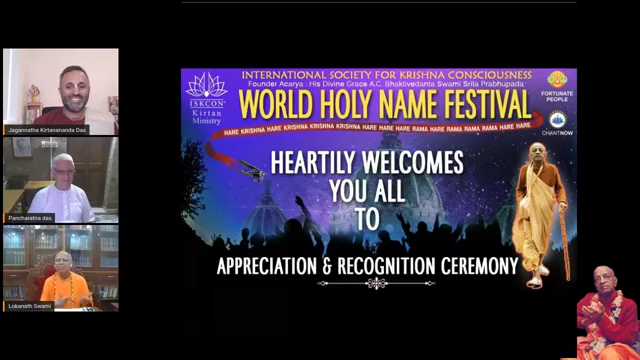 Jagannatha Kirtanananda Das
Pancharatna das
Lokanath Swami
INTERNATIONAL SOCIETY FOR KRISHNA CONSCIOUSNESS
Founder Acarya : His Divine Grace A.C. Bhaktivedanta Swami Srila Prabhupada
ISKCON
Kirtan
Ministry
WORLD HOLY NAME FESTIVAL
FORTUNATE
PEOPLE
CHANTNOW
HARE KRISHNA HARE KRISHNA KRISHNA KRISHNA HARE HARE HARE RAMA HARE RAMA RAMA RAMA HARE HARE
HEARTILY WELCOMES
YOU ALL
TO
APPRECIATION & RECOGNITION CEREMONY